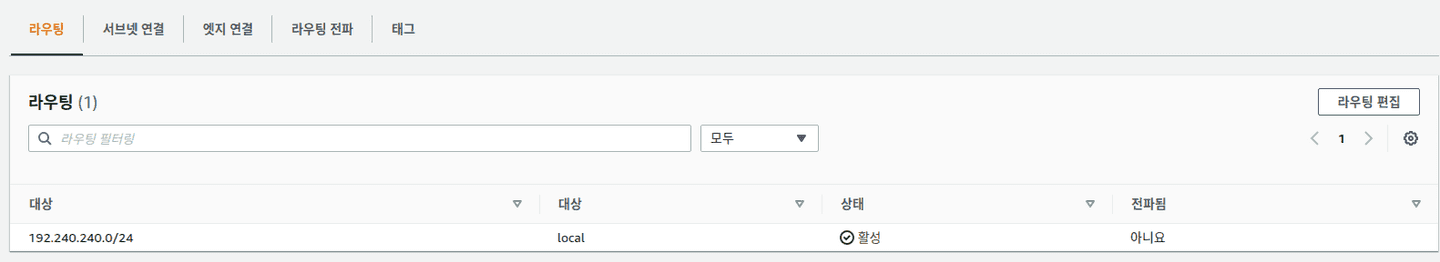 라우팅 서브넷 연결 엣지 연결 라우팅 전파 태그
라우팅 (1) 라우팅 편집
라우팅 필터링 모두 1
대상 대상 상태 전파됨
192.240.240.0/24 local 활성 아니요